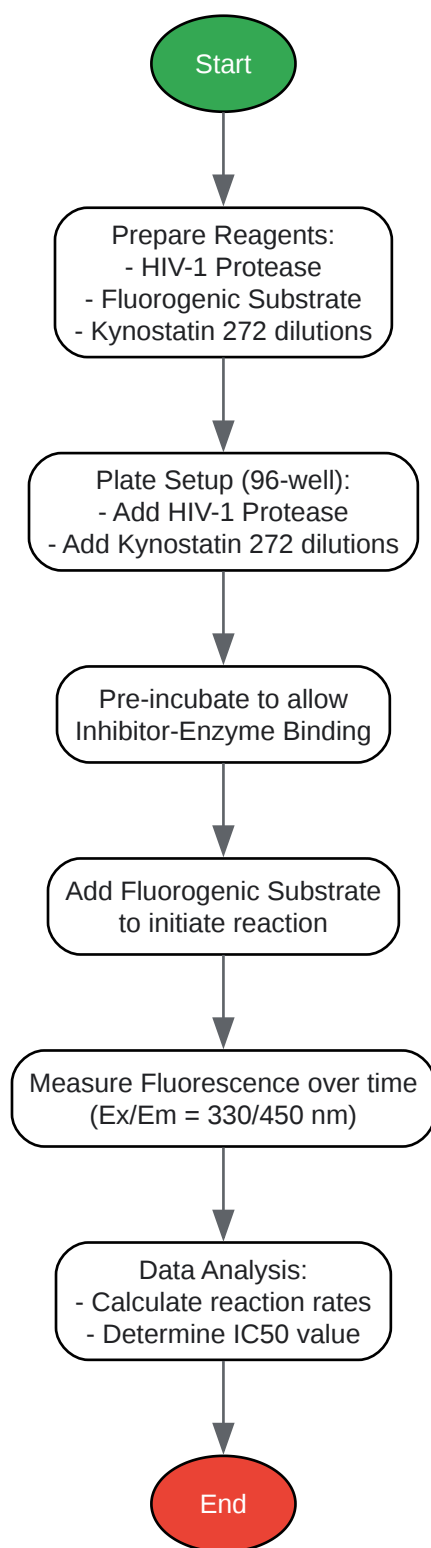 Start
Prepare Reagents:
- HIV-1 Protease
- Fluorogenic Substrate
- Kynostatin 272 dilutions
Plate Setup (96-well):
- Add HIV-1 Protease
- Add Kynostatin 272 dilutions
Pre-incubate to allow
Inhibitor-Enzyme Binding
Add Fluorogenic Substrate
to initiate reaction
Measure Fluorescence over time
(Ex/Em = 330/450 nm)
Data Analysis:
- Calculate reaction rates
- Determine IC50 value
End